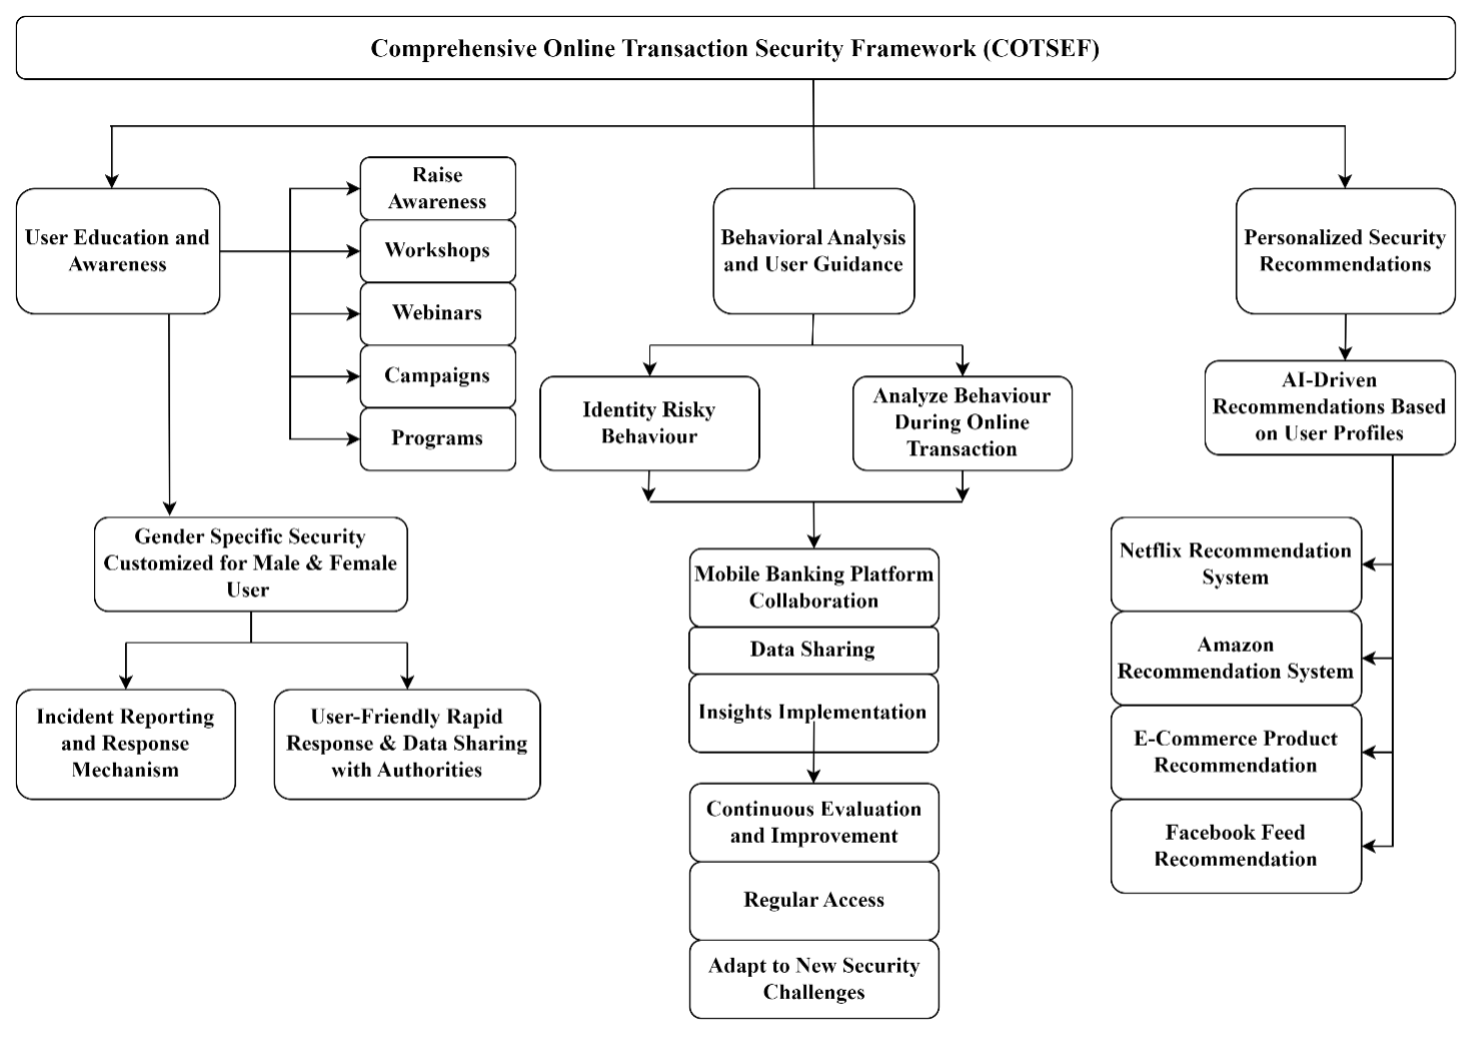 Comprehensive Online Transaction Security Framework (COTSEF)
User Education and
Awareness
Raise
Awareness
Workshops
Webinars
Campaigns
Programs
Gender Specific Security
Customized for Male & Female
User
Incident Reporting
and Response
Mechanism
User-Friendly Rapid
Response & Data Sharing
with Authorities
Behavioral Analysis
and User Guidance
Identity Risky
Behaviour
Analyze Behaviour
During Online
Transaction
Mobile Banking Platform
Collaboration
Data Sharing
Insights Implementation
Continuous Evaluation
and Improvement
Regular Access
Adapt to New Security
Challenges
Personalized Security
Recommendations
AI-Driven
Recommendations Based
on User Profiles
Netflix Recommendation
System
Amazon
Recommendation System
E-Commerce Product
Recommendation
Facebook Feed
Recommendation